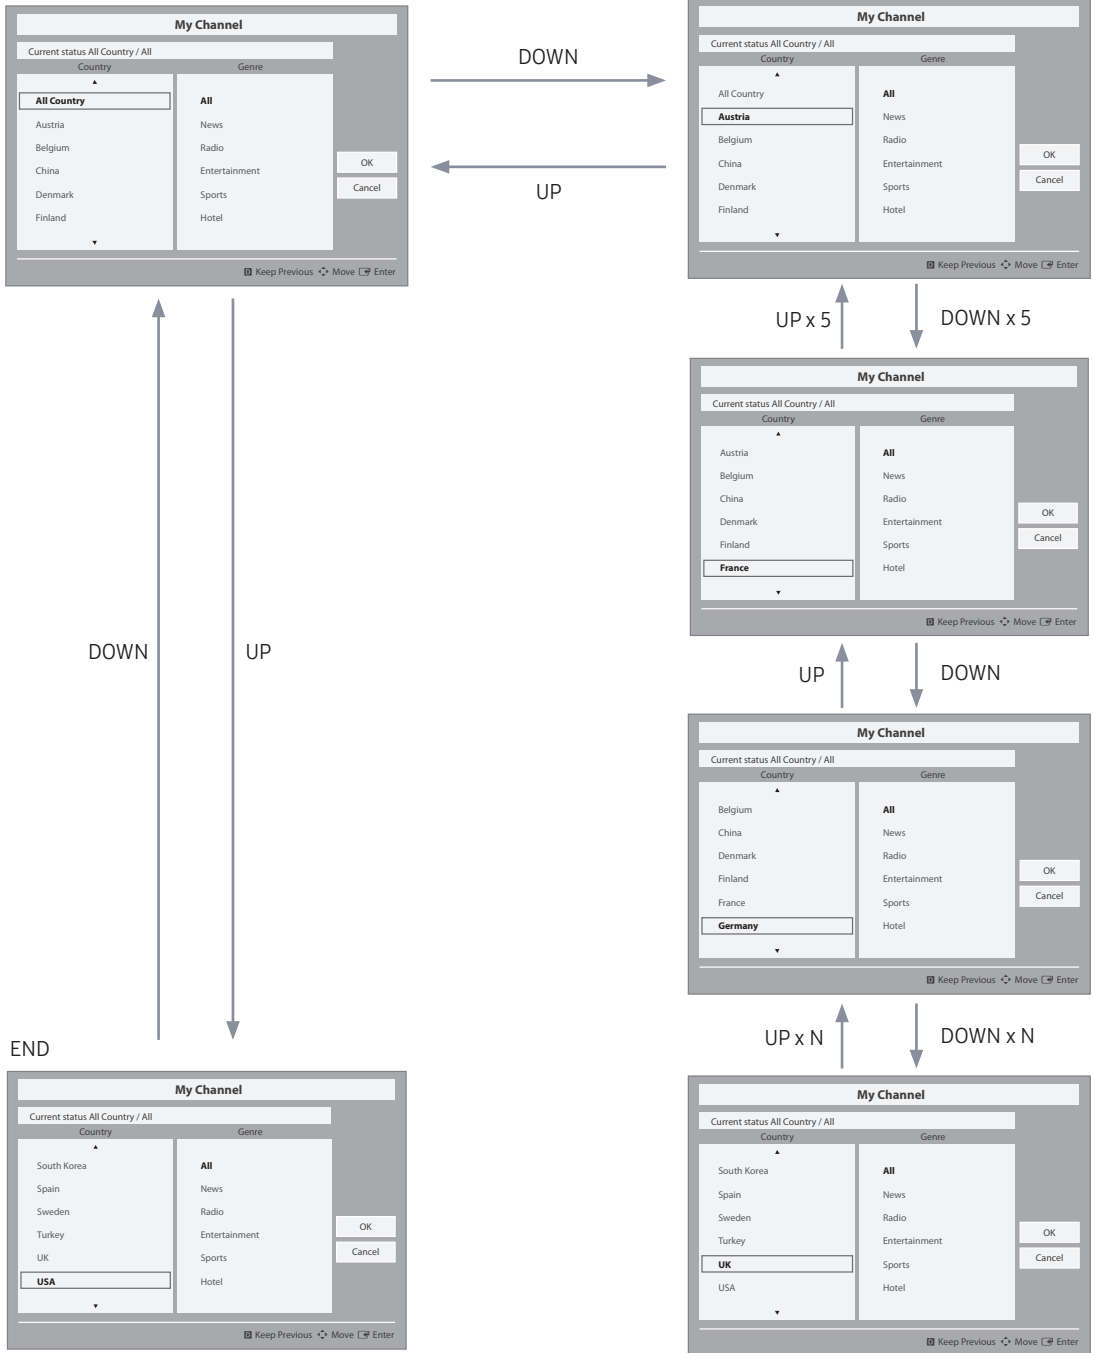 My Channel
Current status All Country / All
Country Genre
All Country All
Austria News
Belgium Radio
China Entertainment
Denmark Sports
Finland Hotel
OK
Cancel
D Keep Previous Move Enter
DOWN
UP
My Channel
Current status All Country / All
Country Genre
All Country All
Austria News
Belgium Radio
China Entertainment
Denmark Sports
Finland Hotel
OK
Cancel
D Keep Previous Move Enter
UP x 5 DOWN x 5
My Channel
Current status All Country / All
Country Genre
Austria All
Belgium News
China Radio
Denmark Entertainment
Finland Sports
France Hotel
OK
Cancel
D Keep Previous Move Enter
DOWN UP
UP DOWN
My Channel
Current status All Country / All
Country Genre
Belgium All
China News
Denmark Radio
Finland Entertainment
France Sports
Germany Hotel
OK
Cancel
D Keep Previous Move Enter
UP x N DOWN x N
END
My Channel
Current status All Country / All
Country Genre
South Korea All
Spain News
Sweden Radio
Turkey Entertainment
UK Sports
USA Hotel
OK
Cancel
D Keep Previous Move Enter
My Channel
Current status All Country / All
Country Genre
South Korea All
Spain News
Sweden Radio
Turkey Entertainment
UK Sports
USA Hotel
OK
Cancel
D Keep Previous Move Enter